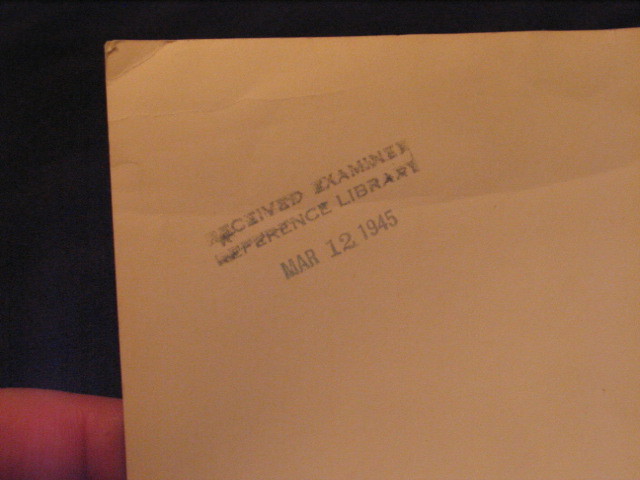 RECEIVED EXAMINER
REFERENCE LIBRARY
MAR 12 1945